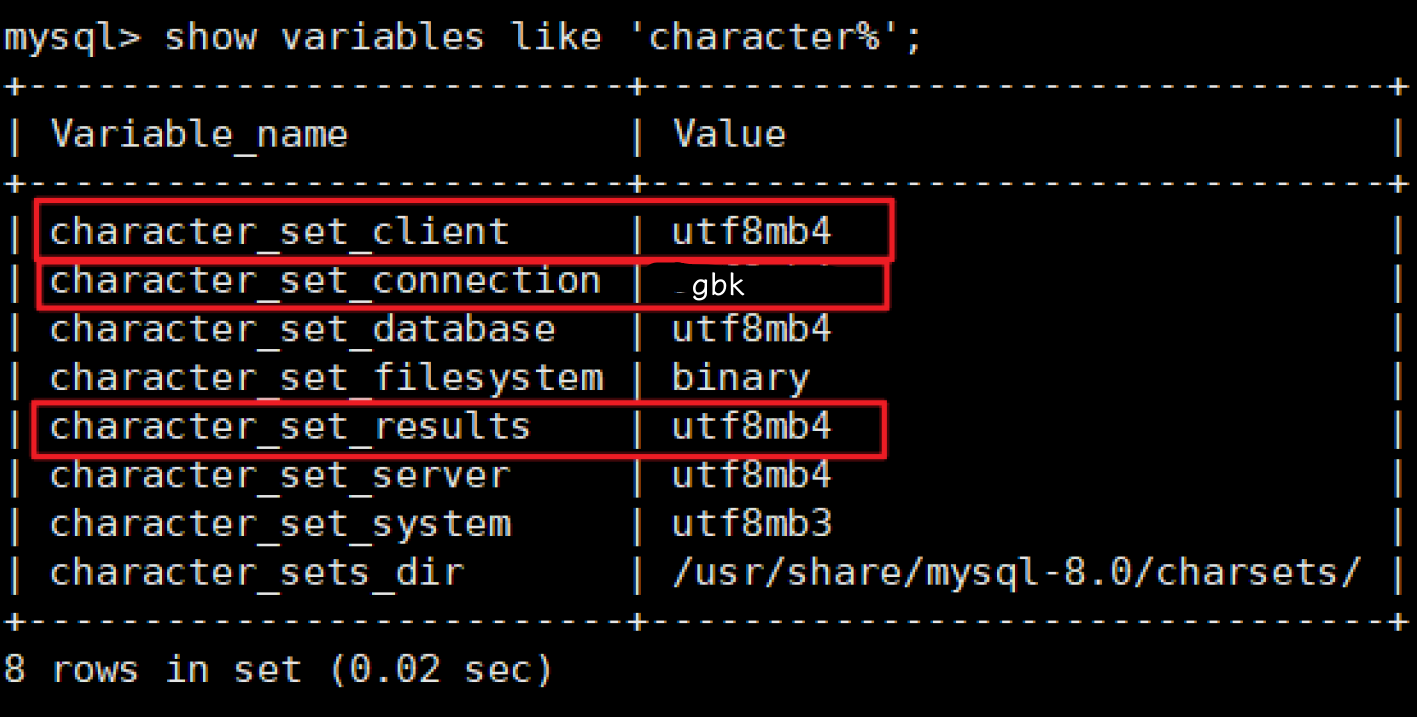 mysql> show variables like 'character%';
+--------------------------+--------------------------------+
| Variable_name            | Value                          |
+--------------------------+--------------------------------+
| character_set_client     | utf8mb4                        |
| character_set_connection | gbk                            |
| character_set_database   | utf8mb4                        |
| character_set_filesystem | binary                         |
| character_set_results    | utf8mb4                        |
| character_set_server     | utf8mb4                        |
| character_set_system     | utf8mb3                        |
| character_sets_dir       | /usr/share/mysql-8.0/charsets/ |
+--------------------------+--------------------------------+
8 rows in set (0.02 sec)